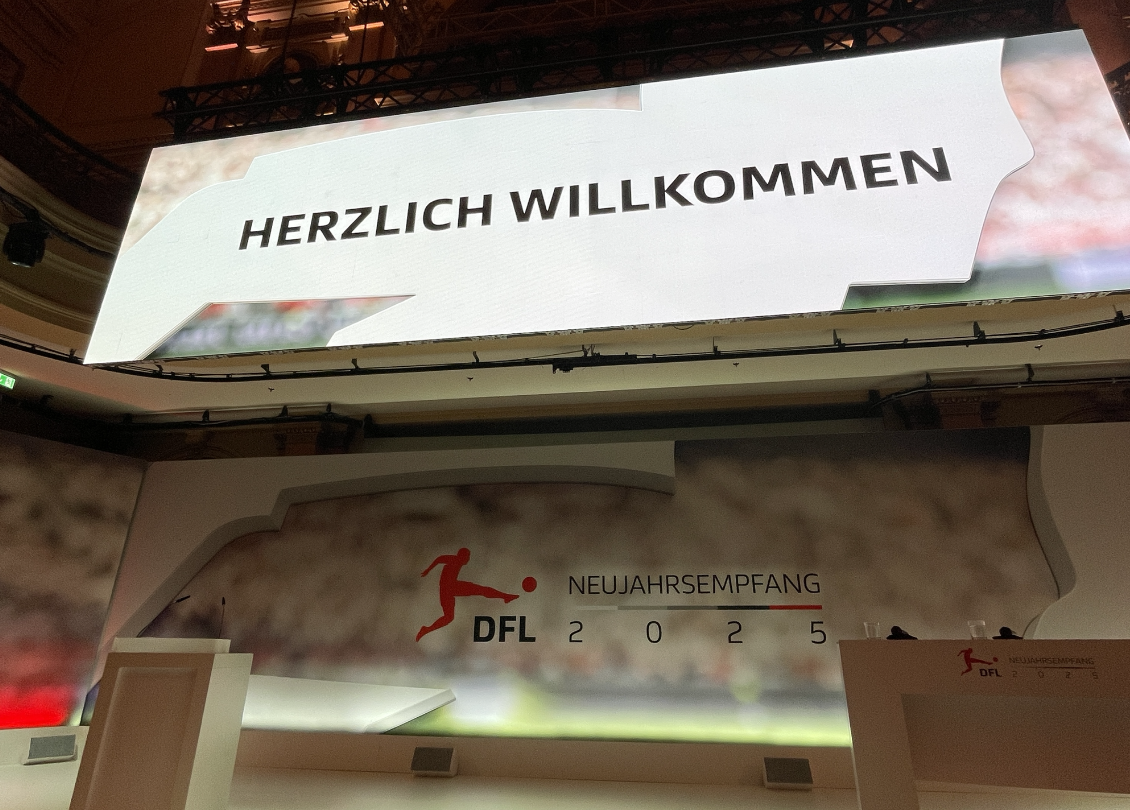 HERZLICH WILLKOMMEN
NEUJAHRSEMPFANG
DFL 2 0 2 5
NEUJAHRSEMPFANG
DFL 2 0 2 5